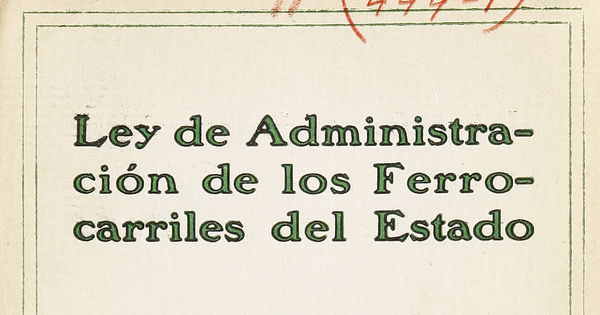 Ley de Administra-
ción de los Ferro-
carriles del Estado